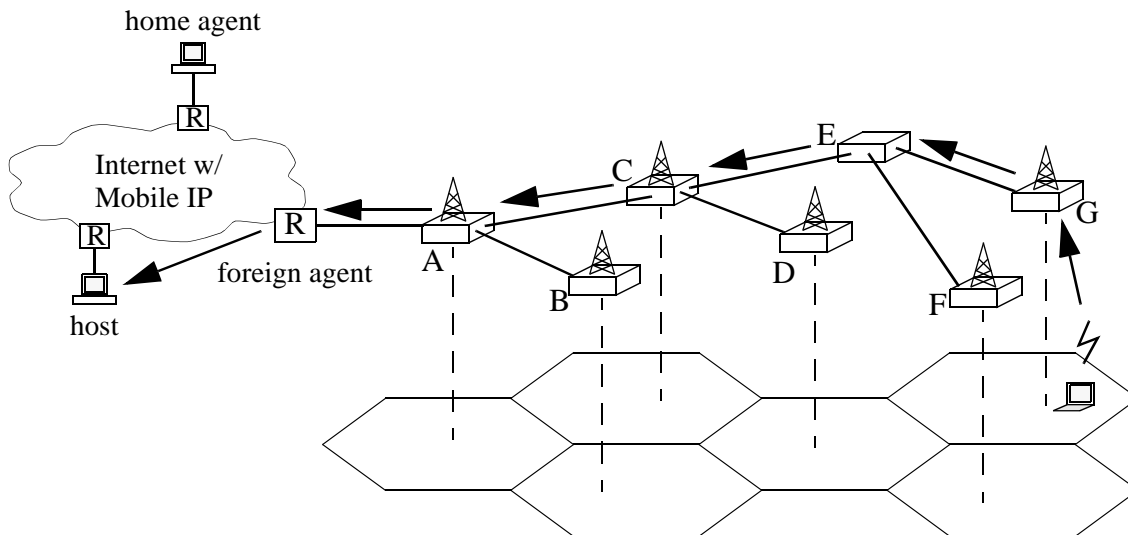 home agent
R
Internet w/
Mobile IP
R
host
R
foreign agent
A
B
C
D
E
F
G